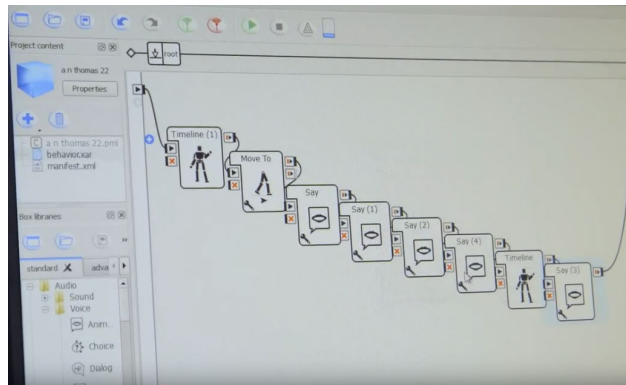 root
Project content
a n thomas 22
Properties
a n thomas 22.pml
behavior.xar
manifest.xml
Box libraries
standard
adva
Audio
Sound
Voice
Anim..
Choice
Dialog
Timeline (1)
Move To
Say
Say (1)
Say (2)
Say (4)
Timeline
Say (3)